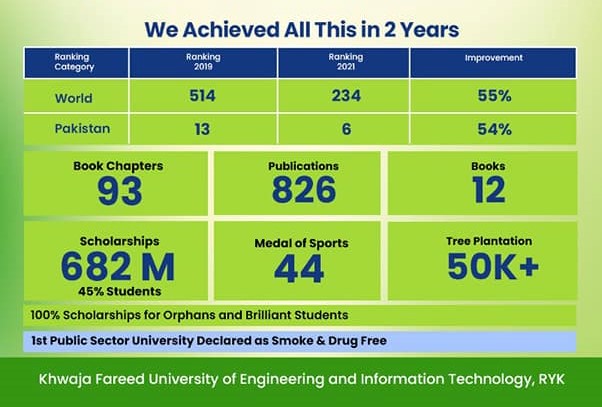 We Achieved All This in 2 Years
Ranking Category Ranking 2019 Ranking 2021 Improvement
World 514 234 55%
Pakistan 13 6 54%
Book Chapters
93
Publications
826
Books
12
Scholarships
682 M
45% Students
Medal of Sports
44
Tree Plantation
50K+
100% Scholarships for Orphans and Brilliant Students
1st Public Sector University Declared as Smoke & Drug Free
Khwaja Fareed University of Engineering and Information Technology, RYK